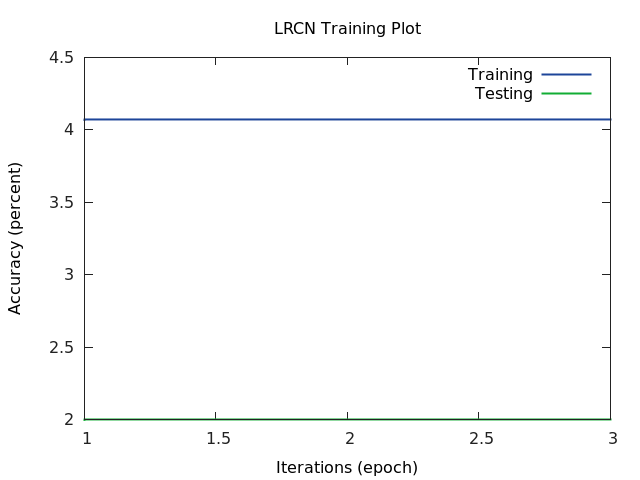 LRCN Training Plot
4.5
Training
Testing
4
3.5
Accuracy (percent)
3
2.5
2
1 1.5 2 2.5 3
Iterations (epoch)